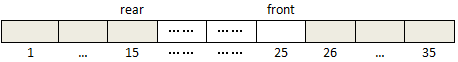 rear front
…… ……
1 … 15 …… …… 25 26 … 35